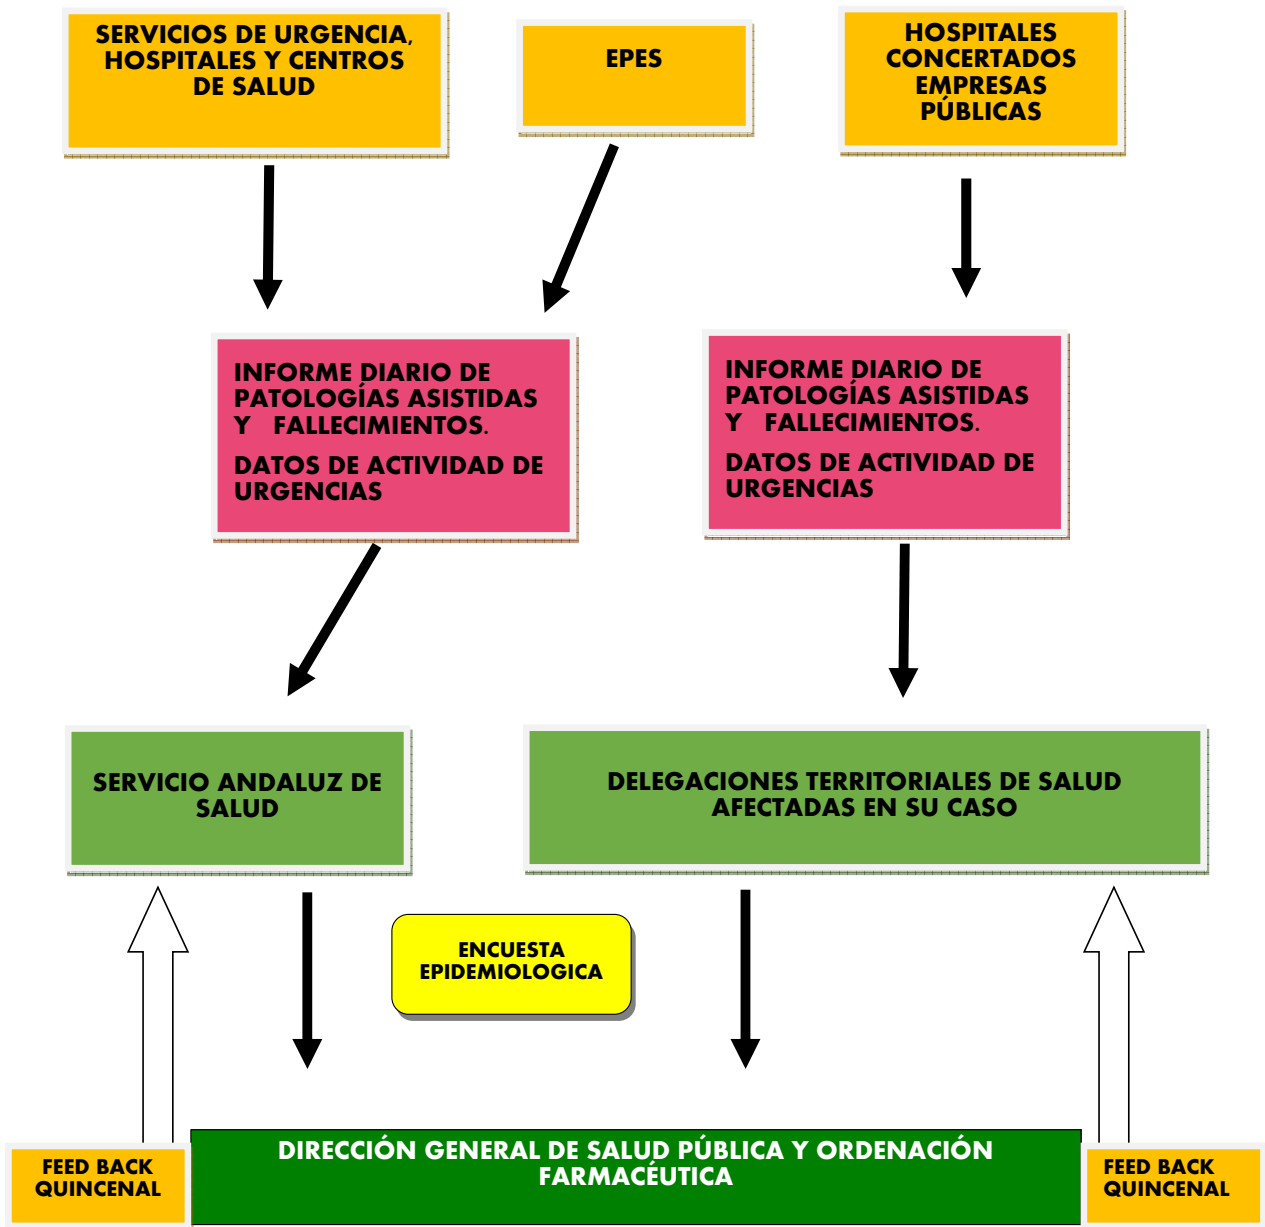 SERVICIOS DE URGENCIA,
HOSPITALES Y CENTROS
DE SALUD
EPES
HOSPITALES
CONCERTADOS
EMPRESAS
PÚBLICAS
INFORME DIARIO DE
PATOLOGÍAS ASISTIDAS
Y FALLECIMIENTOS.
DATOS DE ACTIVIDAD DE
URGENCIAS
INFORME DIARIO DE
PATOLOGÍAS ASISTIDAS
Y FALLECIMIENTOS.
DATOS DE ACTIVIDAD DE
URGENCIAS
SERVICIO ANDALUZ DE
SALUD
DELEGACIONES TERRITORIALES DE SALUD
AFECTADAS EN SU CASO
ENCUESTA
EPIDEMIOLOGICA
FEED BACK
QUINCENAL
DIRECCIÓN GENERAL DE SALUD PÚBLICA Y ORDENACIÓN
FARMACÉUTICA
FEED BACK
QUINCENAL